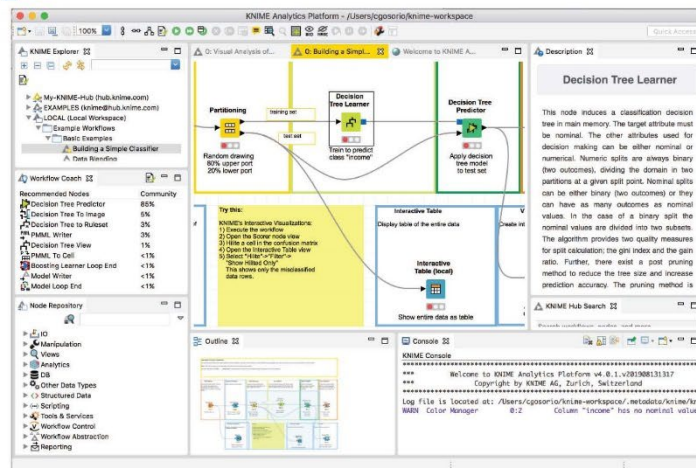 KNIME Analytics Platform - /Users/cgosorio/knime-workspace
100%
Quick Access
KNIME Explorer
My-KNIME-Hub (hub.knime.com)
EXAMPLES (knime@hub.knime.com)
LOCAL (Local Workspace)
Example Workflows
Basic Examples
Building a Simple Classifier
Data Blending
Workflow Coach
Recommended Nodes Community
Decision Tree Predictor 85%
Decision Tree To Image 5%
Decision Tree to Ruleset 3%
PMML Writer 3%
Decision Tree View 1%
PMML To Cell <1%
Boosting Learner Loop End <1%
Model Writer <1%
Model Loop End <1%
Node Repository
IO
Manipulation
Views
Analytics
DB
Other Data Types
Structured Data
Scripting
Tools & Services
Workflow Control
Workflow Abstraction
Reporting
0: Visual Analysis of...
0: Building a Simpl...
Welcome to KNIME A...
Partitioning
training set
test set
Random drawing
80% upper port
20% lower port
Decision
Tree Learner
Train to predict
class "income"
Decision Tree
Predictor
Apply decision
tree model
to test set
Try this:
KNIME's Interactive Visualizations:
1) Execute the workflow
2) Open the Scorer node view
3) Hilite a cell in the confusion matrix
4) Open the Interactive Table view
5) Select "Hilite"->"Filter"->
"Show Hilited Only"
This shows only the misclassified
data rows.
Interactive Table
Display table of the entire data
Interactive
Table (local)
Show entire data as table
Create int
Outline
Console
KNIME Console
*** Welcome to KNIME Analytics Platform v4.0.1.v201908131317
*** Copyright by KNIME AG, Zurich, Switzerland
Log file is located at: /Users/cgosorio/knime-workspace/.metadata/knime/kn
WARN Color Manager 0:2 Column "income" has no nominal value
Description
Decision Tree Learner
This node induces a classification decision
tree in main memory. The target attribute must
be nominal. The other attributes used for
decision making can be either nominal or
numerical. Numeric splits are always binary
(two outcomes), dividing the domain in two
partitions at a given split point. Nominal splits
can be either binary (two outcomes) or they
can have as many outcomes as nominal
values. In the case of a binary split the
nominal values are divided into two subsets.
The algorithm provides two quality measures
for split calculation; the gini index and the gain
ratio. Further, there exist a post pruning
method to reduce the tree size and increase
prediction accuracy. The pruning method is
KNIME Hub Search